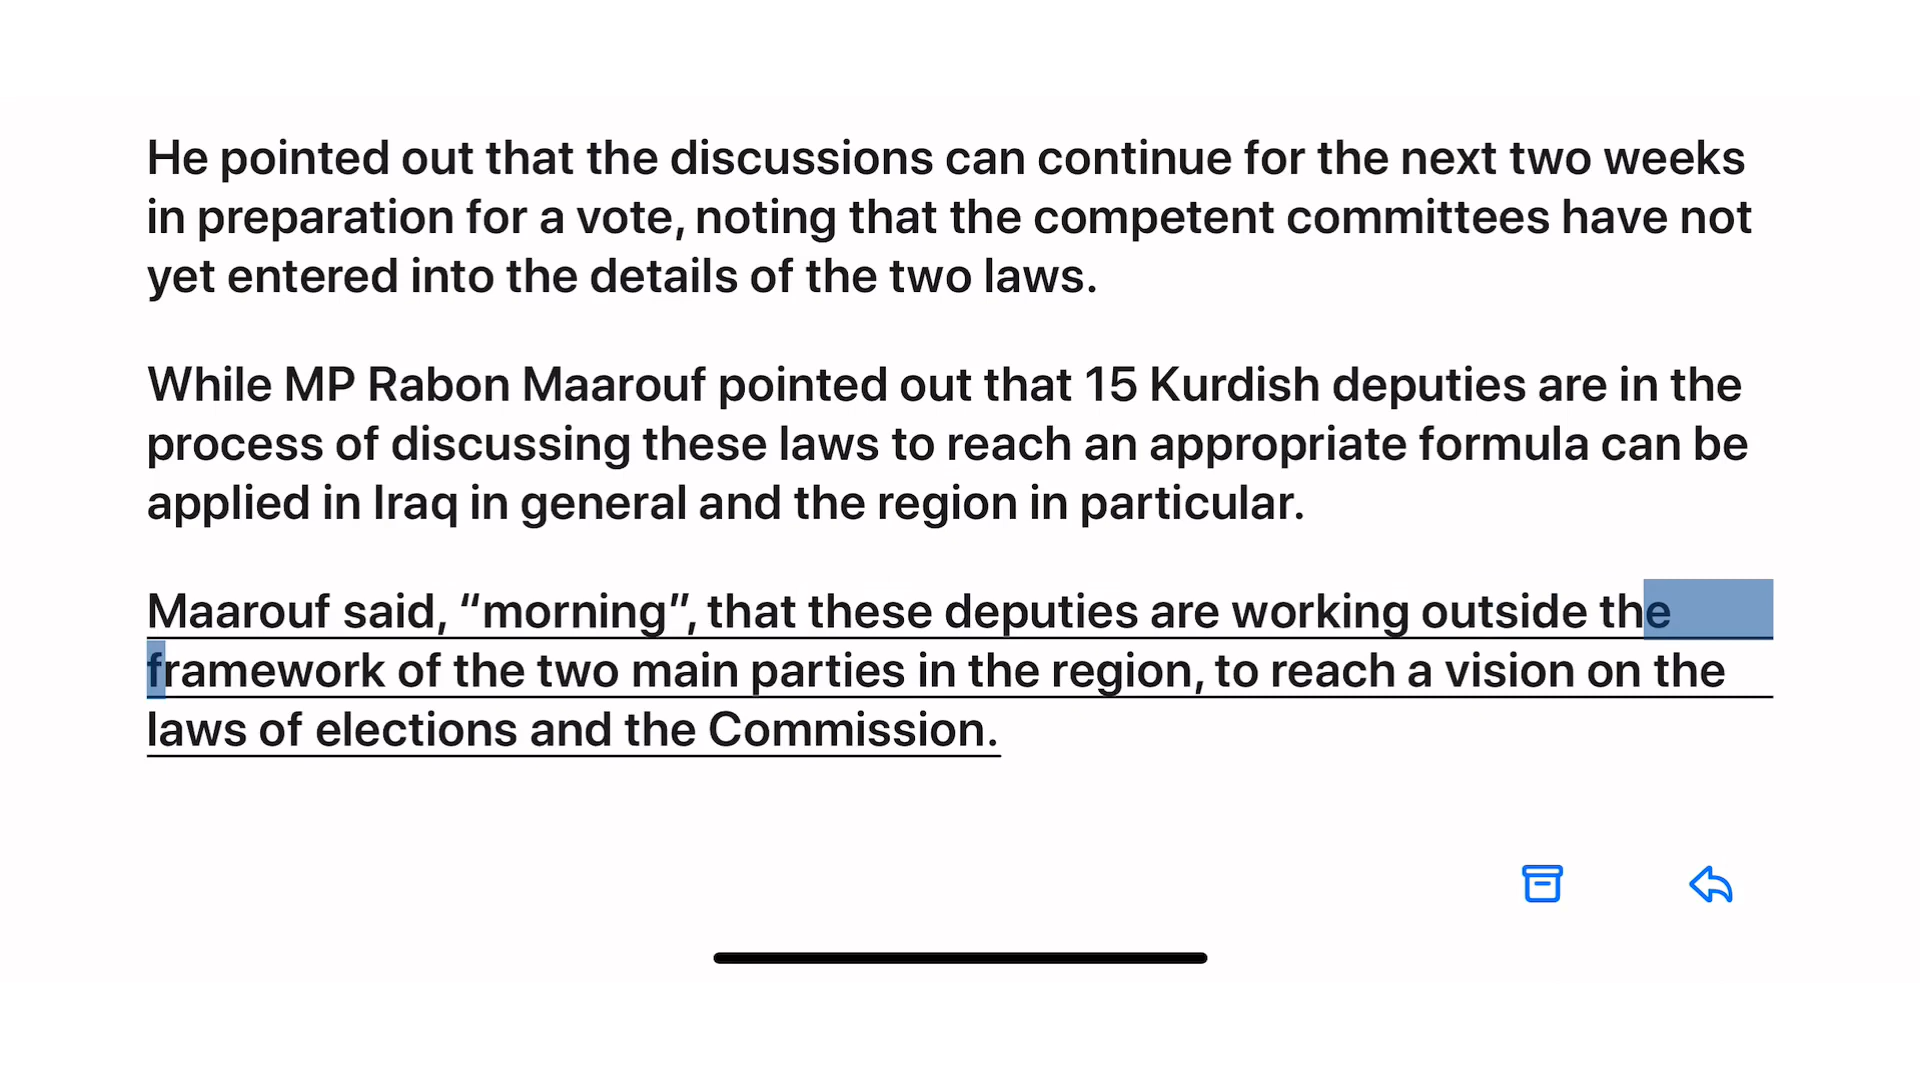 He pointed out that the discussions can continue for the next two weeks
in preparation for a vote, noting that the competent committees have not
yet entered into the details of the two laws.
While MP Rabon Maarouf pointed out that 15 Kurdish deputies are in the
process of discussing these laws to reach an appropriate formula can be
applied in Iraq in general and the region in particular.
Maarouf said, “morning”, that these deputies are working outside the
framework of the two main parties in the region, to reach a vision on the
laws of elections and the Commission.